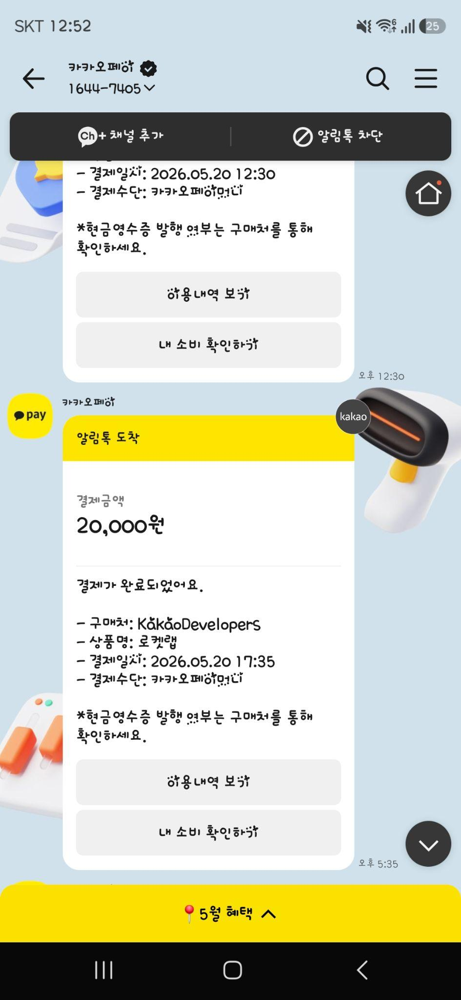 SKT 12:52
25
카카오페이
1644-7405
Ch+ 채널 추가
알림톡 차단
- 결제일시: 2026.05.20 12:30
- 결제수단: 카카오페이머니
*현금영수증 발행 여부는 구매처를 통해
확인하세요.
이용내역 보기
내 소비 확인하기
오후 12:30
pay
카카오페이
kakao
알림톡 도착
결제금액
20,000원
결제가 완료되었어요.
- 구매처: KakaoDevelopers
- 상품명: 로켓랩
- 결제일시: 2026.05.20 17:35
- 결제수단: 카카오페이머니
*현금영수증 발행 여부는 구매처를 통해
확인하세요.
이용내역 보기
내 소비 확인하기
오후 5:35
📍5월 혜택